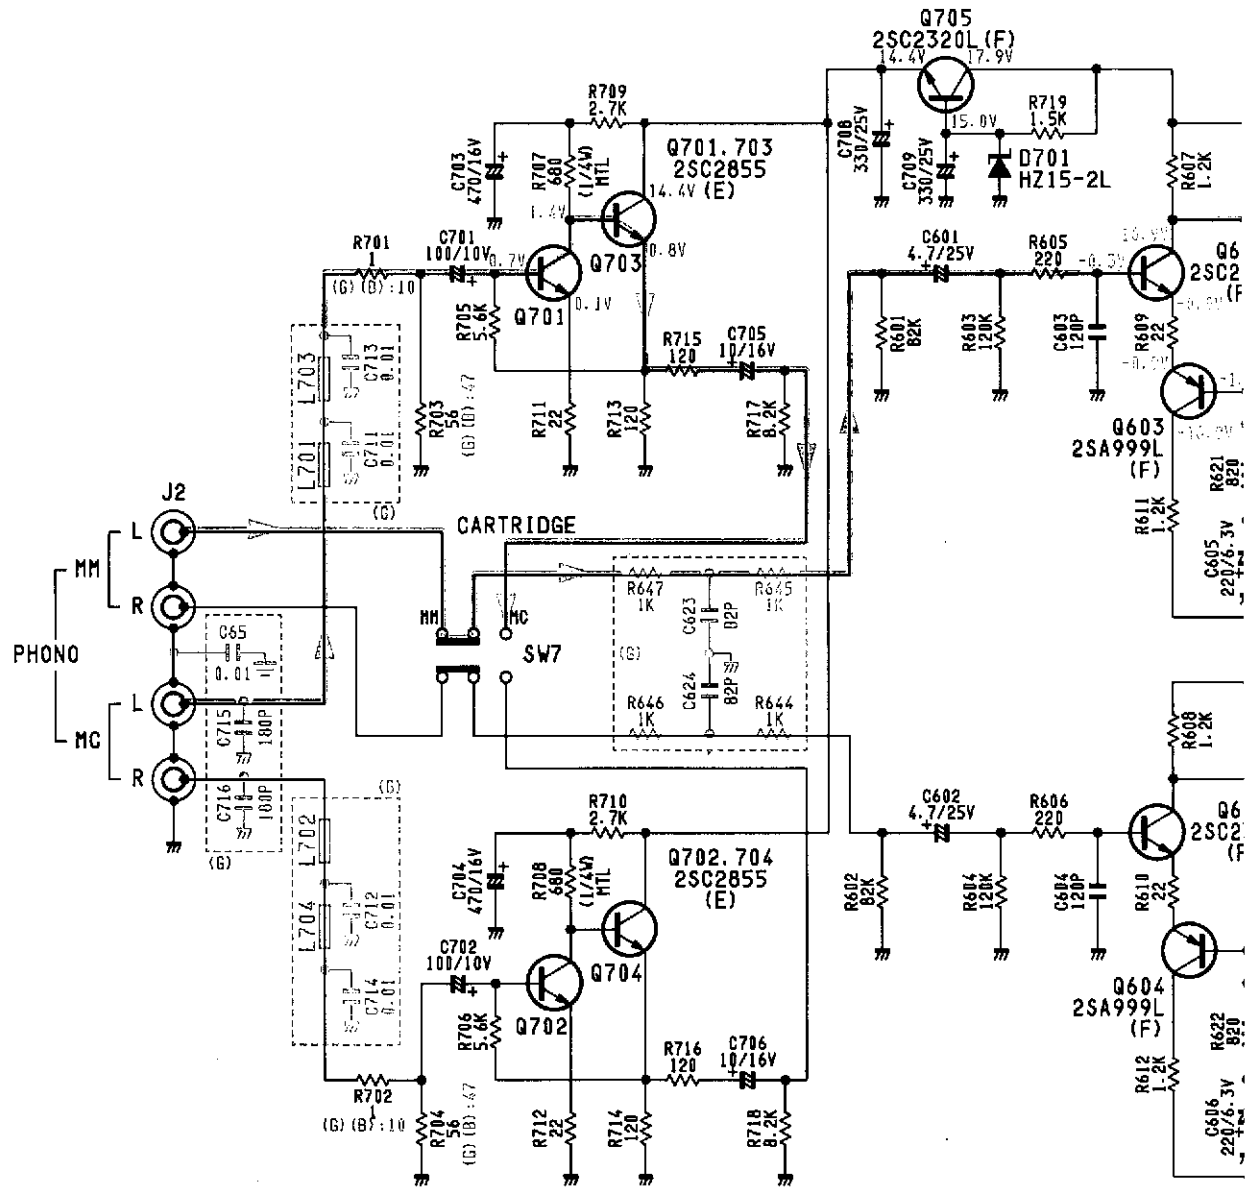 Q705
2SC2320L(F)
14.4V
17.9V
15.0V
R719
1.5K
C708
330/25V
C709
330/25V
D701
HZ15-2L
R607
1.2K
R709
2.7K
C703
470/16V
R707
680
(1/4W)
MTL
Q701.703
2SC2855
(E)
14.4V
1.4V
0.8V
Q703
R701
1
(G)(B):10
C701
100/10V
0.7V
0.1V
Q701
R705
5.6K
R703
56
(G)(B):47
R711
22
R713
120
R715
120
C705
10/16V
R717
8.2K
L703
C713
0.01
L701
C711
0.01
(G)
C601
4.7/25V
R605
220
R601
82K
R603
120K
C603
120P
R609
22
Q6
2SC2
(F
Q603
2SA999L
(F)
R621
820
R611
1.2K
C605
220/6.3V
J2
L
R
MM
PHONO
MC
L
R
CARTRIDGE
MM
MC
SW7
C65
0.01
C715
180P
C716
180P
(G)
R647
1K
R645
1K
C623
82P
(G)
C624
82P
R646
1K
R644
1K
R608
1.2K
(G)
L702
C712
0.01
L704
C714
0.01
R710
2.7K
C704
470/16V
R708
680
(1/4W)
MTL
Q702.704
2SC2855
(E)
Q704
C702
100/10V
Q702
R706
5.6K
R702
1
(G)(B):10
R704
56
(G)(B):47
R712
22
R714
120
R716
120
C706
10/16V
R718
8.2K
C602
4.7/25V
R606
220
R602
82K
R604
120K
C604
120P
R610
22
Q6
2SC2
(F
Q604
2SA999L
(F)
R622
820
R612
1.2K
C606
220/6.3V